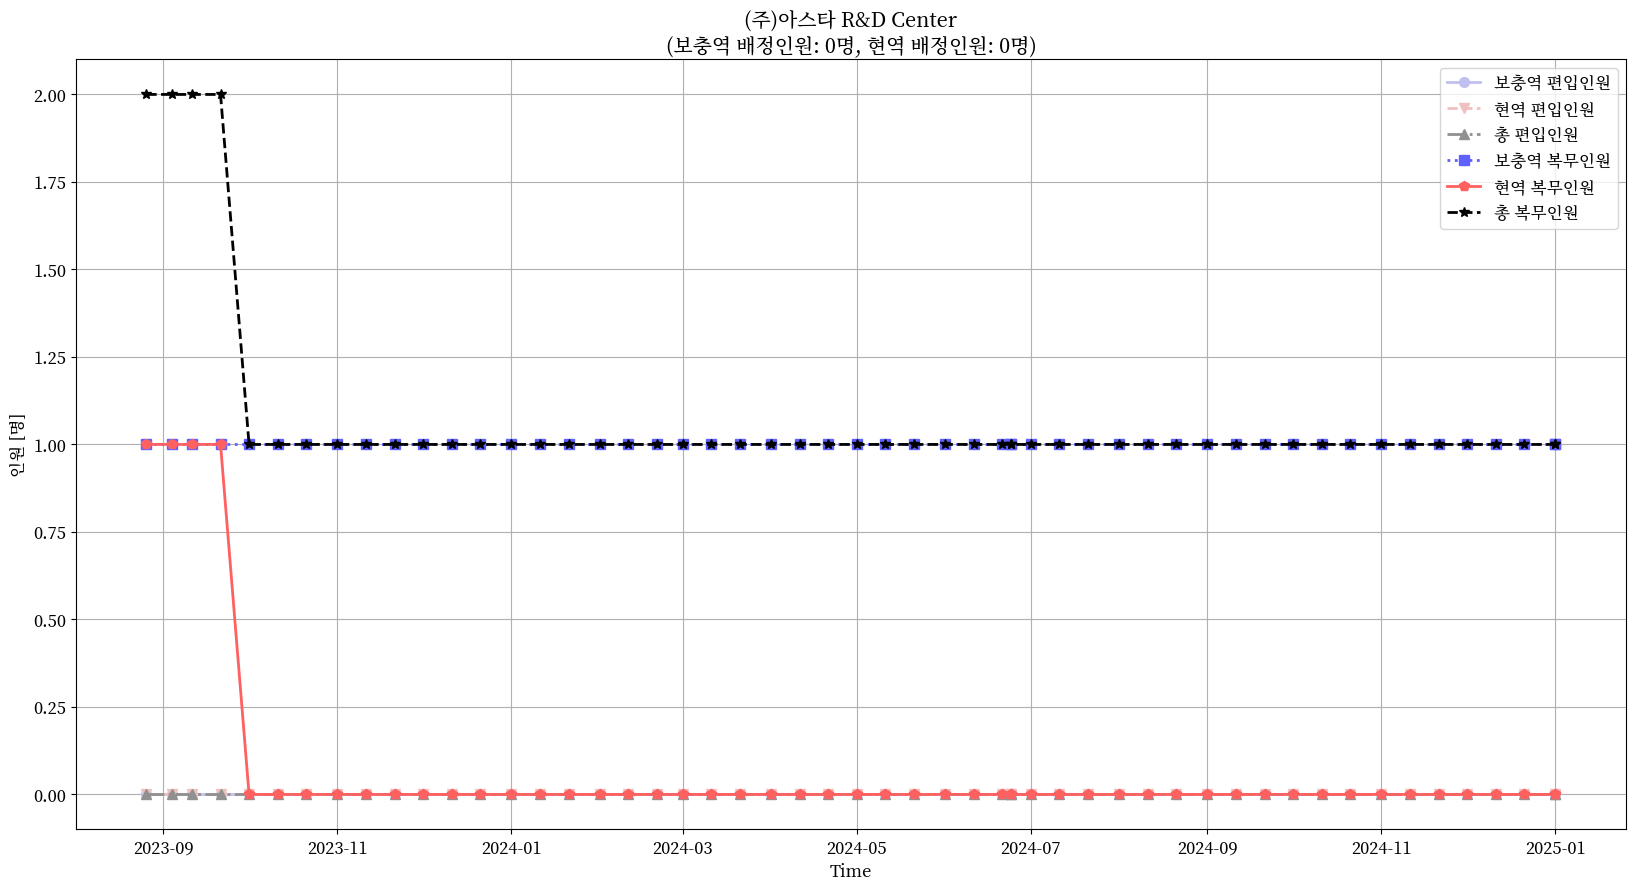 (주)아스타 R&D Center
(보충역 배정인원: 0명, 현역 배정인원: 0명)
보충역 편입인원
현역 편입인원
총 편입인원
보충역 복무인원
현역 복무인원
총 복무인원
인원 [명]
2.00
1.75
1.50
1.25
1.00
0.75
0.50
0.25
0.00
2023-09
2023-11
2024-01
2024-03
2024-05
2024-07
2024-09
2024-11
2025-01
Time